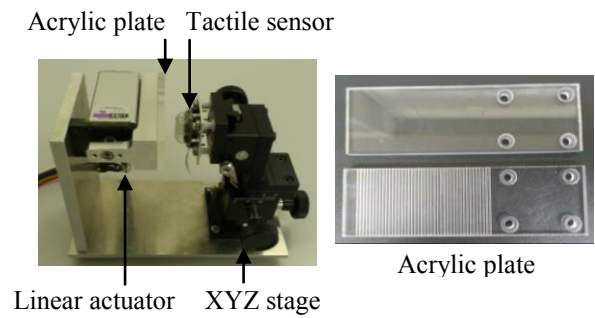 Acrylic plate Tactile sensor
Acrylic plate
Linear actuator XYZ stage